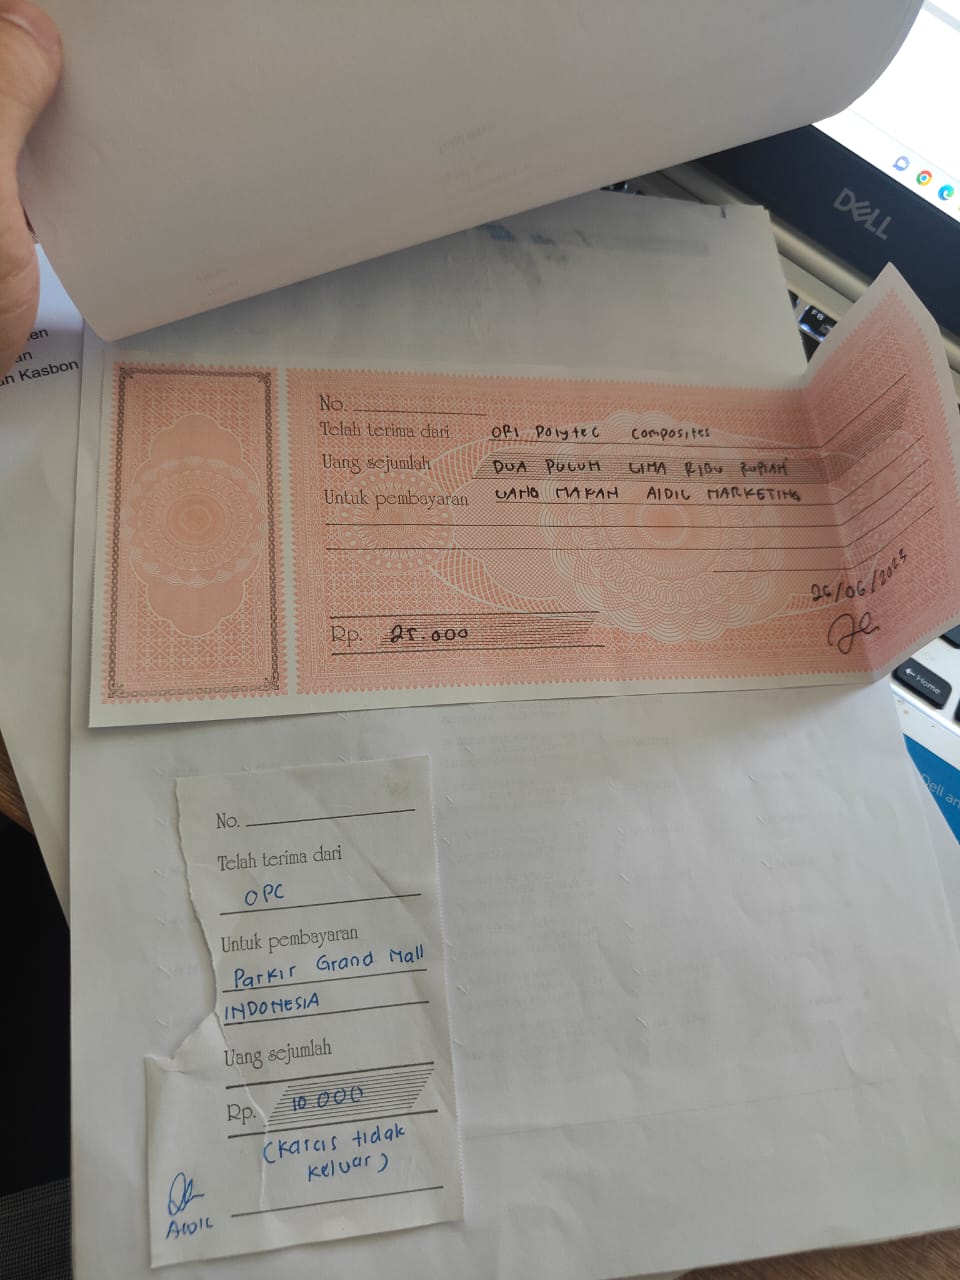 DELL
F8
en
an
an Kasbon
No.
Telah terima dari ORI Polytec Composites
Uang sejumlah DUA PULUH LIMA RIBU RUPIAH
Untuk pembayaran UANG MAKAN AIDIL MARKETING
26/06/2023
Rp. 25.000
Home
Dell an
No.
Telah terima dari
OPC
Untuk pembayaran
Parkir Grand Mall
INDONESIA
Uang sejumlah
Rp. 10.000
(Karcis tidak
keluar)
AIDIL